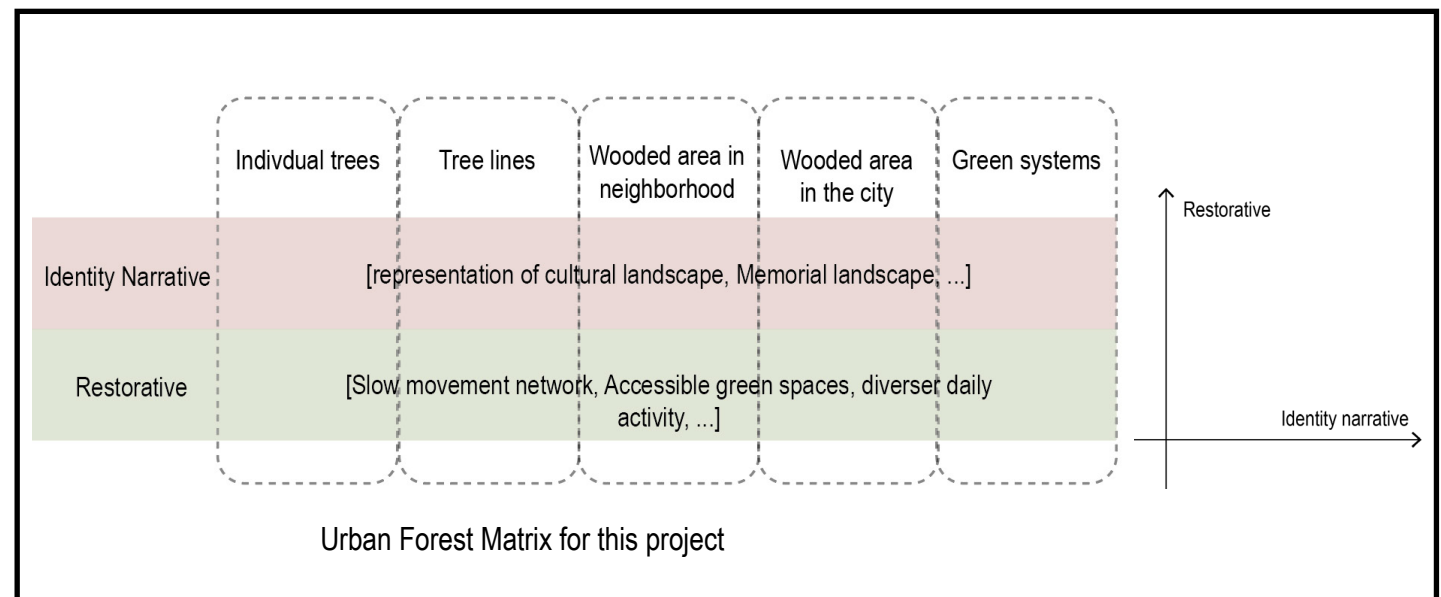 Indivdual trees
Tree lines
Wooded area in
neighborhood
Wooded area
in the city
Green systems
Restorative
Identity Narrative
[representation of cultural landscape, Memorial landscape, ...]
Restorative
[Slow movement network, Accessible green spaces, diverser daily
activity, ...]
Identity narrative
Urban Forest Matrix for this project